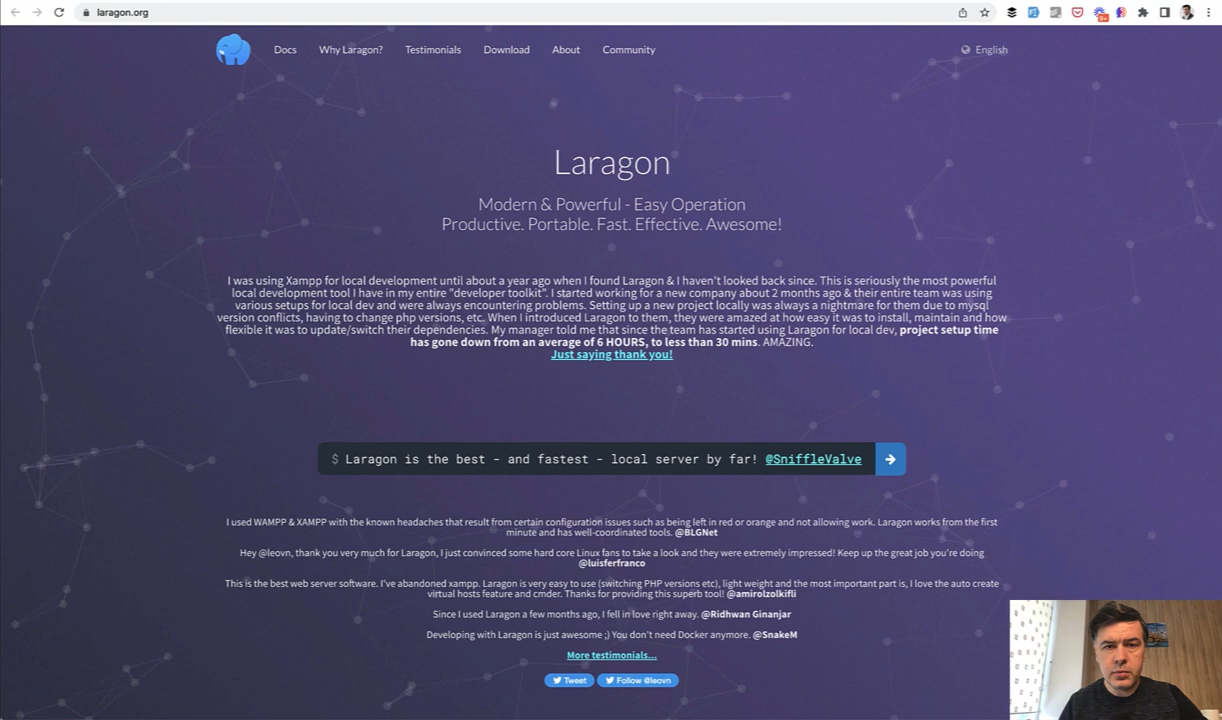 laragon.org
9+
Docs
Why Laragon?
Testimonials
Download
About
Community
English
Laragon
Modern & Powerful - Easy Operation
Productive. Portable. Fast. Effective. Awesome!
I was using Xampp for local development until about a year ago when I found Laragon & I haven't looked back since. This is seriously the most powerful
local development tool I have in my entire "developer toolkit". I started working for a new company about 2 months ago & their entire team was using
various setups for local dev and were always encountering problems. Setting up a new project locally was always a nightmare for them due to mysql
version conflicts, having to change php versions, etc. When I introduced Laragon to them, they were amazed at how easy it was to install, maintain and how
flexible it was to update/switch their dependencies. My manager told me that since the team has started using Laragon for local dev, project setup time
has gone down from an average of 6 HOURS, to less than 30 mins. AMAZING.
Just saying thank you!
$ Laragon is the best - and fastest - local server by far! @SniffleValve
I used WAMPP & XAMPP with the known headaches that result from certain configuration issues such as being left in red or orange and not allowing work. Laragon works from the first
minute and has well-coordinated tools. @BLGNet
Hey @leovn, thank you very much for Laragon, I just convinced some hard core Linux fans to take a look and they were extremely impressed! Keep up the great job you're doing
@luisferfranco
This is the best web server software. I've abandoned xampp. Laragon is very easy to use (switching PHP versions etc), light weight and the most important part is, I love the auto create
virtual hosts feature and cmder. Thanks for providing this superb tool! @amirolzolkifli
Since I used Laragon a few months ago, I fell in love right away. @Ridhwan Ginanjar
Developing with Laragon is just awesome ;) You don't need Docker anymore. @SnakeM
More testimonials...
Tweet
Follow @leovn